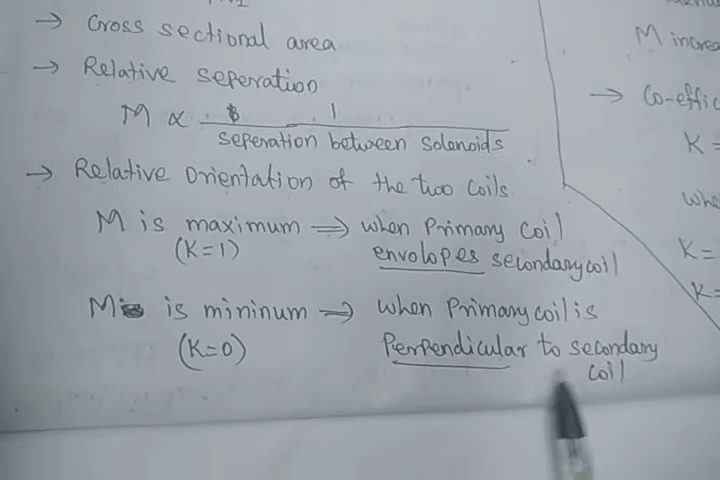 → Cross sectional area
→ Relative seperation
M ∝ 1
seperation between solenoids
→ Relative Orientation of the two coils.
M is maximum ⟹ when Primary coil
(K=1) envolopes secondary coil
M is mininum ⟹ when Primary coil is
(K=0) Perpendicular to secondary
coil
M increa
→ Co-effic
K =
whe
K =
K =